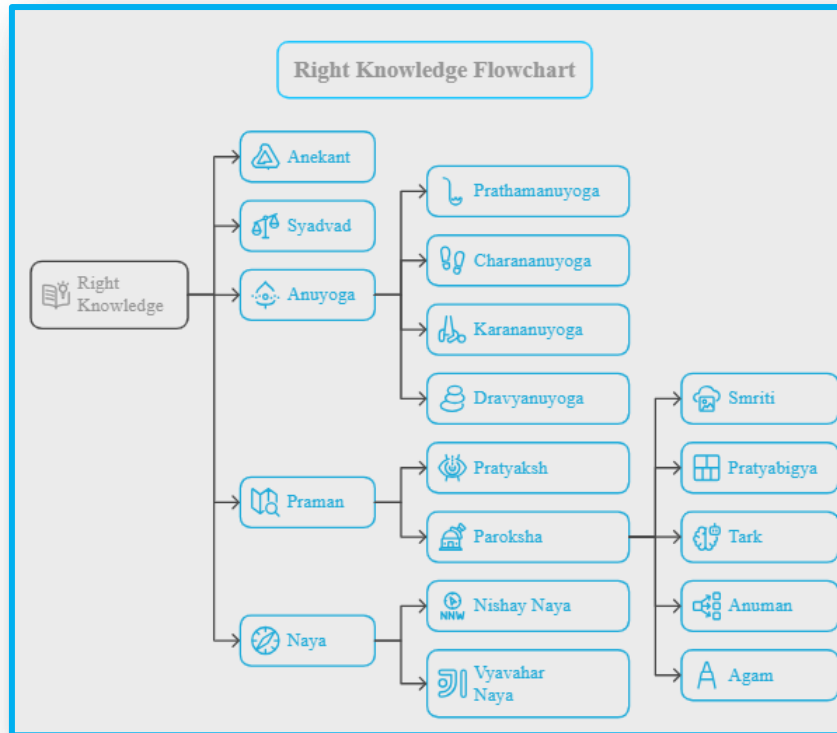 Right Knowledge Flowchart
Right
Knowledge
Anekant
Syadvad
Anuyoga
Praman
Naya
Prathamanuyoga
Charananuyoga
Karananuyoga
Dravyanuyoga
Pratyaksh
Paroksha
NNW
Nishay Naya
Vyavahar
Naya
Smriti
Pratyabigya
Tark
Anuman
Agam